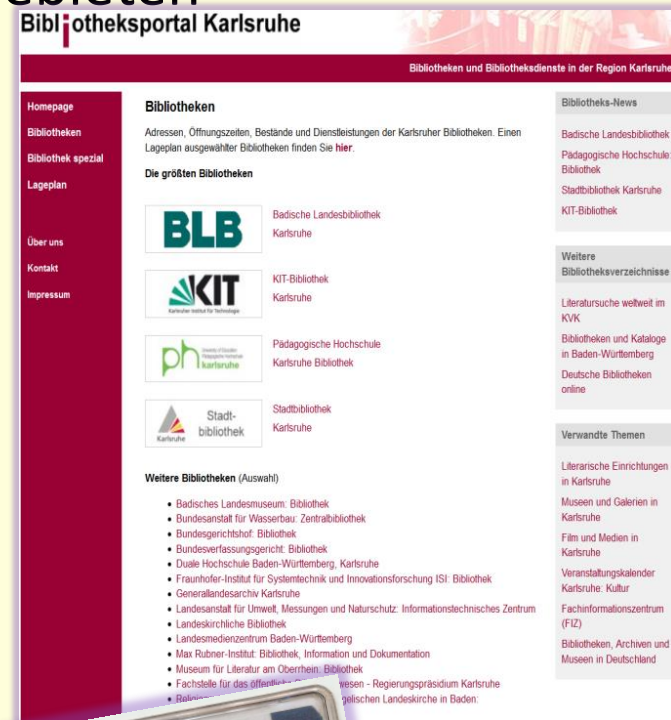 Bibliotheksportal Karlsruhe
Bibliotheken und Bibliotheksdienste in der Region Karlsruhe
Homepage
Bibliotheken
Bibliothek spezial
Lageplan
Über uns
Kontakt
Impressum
Bibliotheken
Adressen, Öffnungszeiten, Bestände und Dienstleistungen der Karlsruher Bibliotheken. Einen
Lageplan ausgewählter Bibliotheken finden Sie hier.
Die größten Bibliotheken
BLB
Badische Landesbibliothek
Karlsruhe
KIT
Karlsruher Institut für Technologie
KIT-Bibliothek
Karlsruhe
ph
University of Education
Pädagogische Hochschule
karlsruhe
Pädagogische Hochschule
Karlsruhe Bibliothek
Karlsruhe
Stadt-
bibliothek
Stadtbibliothek
Karlsruhe
Weitere Bibliotheken (Auswahl)
• Badisches Landesmuseum: Bibliothek
• Bundesanstalt für Wasserbau: Zentralbibliothek
• Bundesgerichtshof: Bibliothek
• Bundesverfassungsgericht: Bibliothek
• Duale Hochschule Baden-Württemberg, Karlsruhe
• Fraunhofer-Institut für Systemtechnik und Innovationsforschung ISI: Bibliothek
• Generallandesarchiv Karlsruhe
• Landesanstalt für Umwelt, Messungen und Naturschutz: Informationstechnisches Zentrum
• Landeskirchliche Bibliothek
• Landesmedienzentrum Baden-Württemberg
• Max Rubner-Institut: Bibliothek, Information und Dokumentation
• Museum für Literatur am Oberrhein: Bibliothek
• Fachstelle für das öffentliche - Regierungspräsidium Karlsruhe
• Landeskirche in Baden:
Bibliotheks-News
Badische Landesbibliothek
Pädagogische Hochschule:
Bibliothek
Stadtbibliothek Karlsruhe
KIT-Bibliothek
Weitere
Bibliotheksverzeichnisse
Literatursuche weltweit im
KVK
Bibliotheken und Kataloge
in Baden-Württemberg
Deutsche Bibliotheken
online
Verwandte Themen
Literarische Einrichtungen
in Karlsruhe
Museen und Galerien in
Karlsruhe
Film und Medien in
Karlsruhe
Veranstaltungskalender
Karlsruhe: Kultur
Fachinformationszentrum
(FIZ)
Bibliotheken, Archiven und
Museen in Deutschland